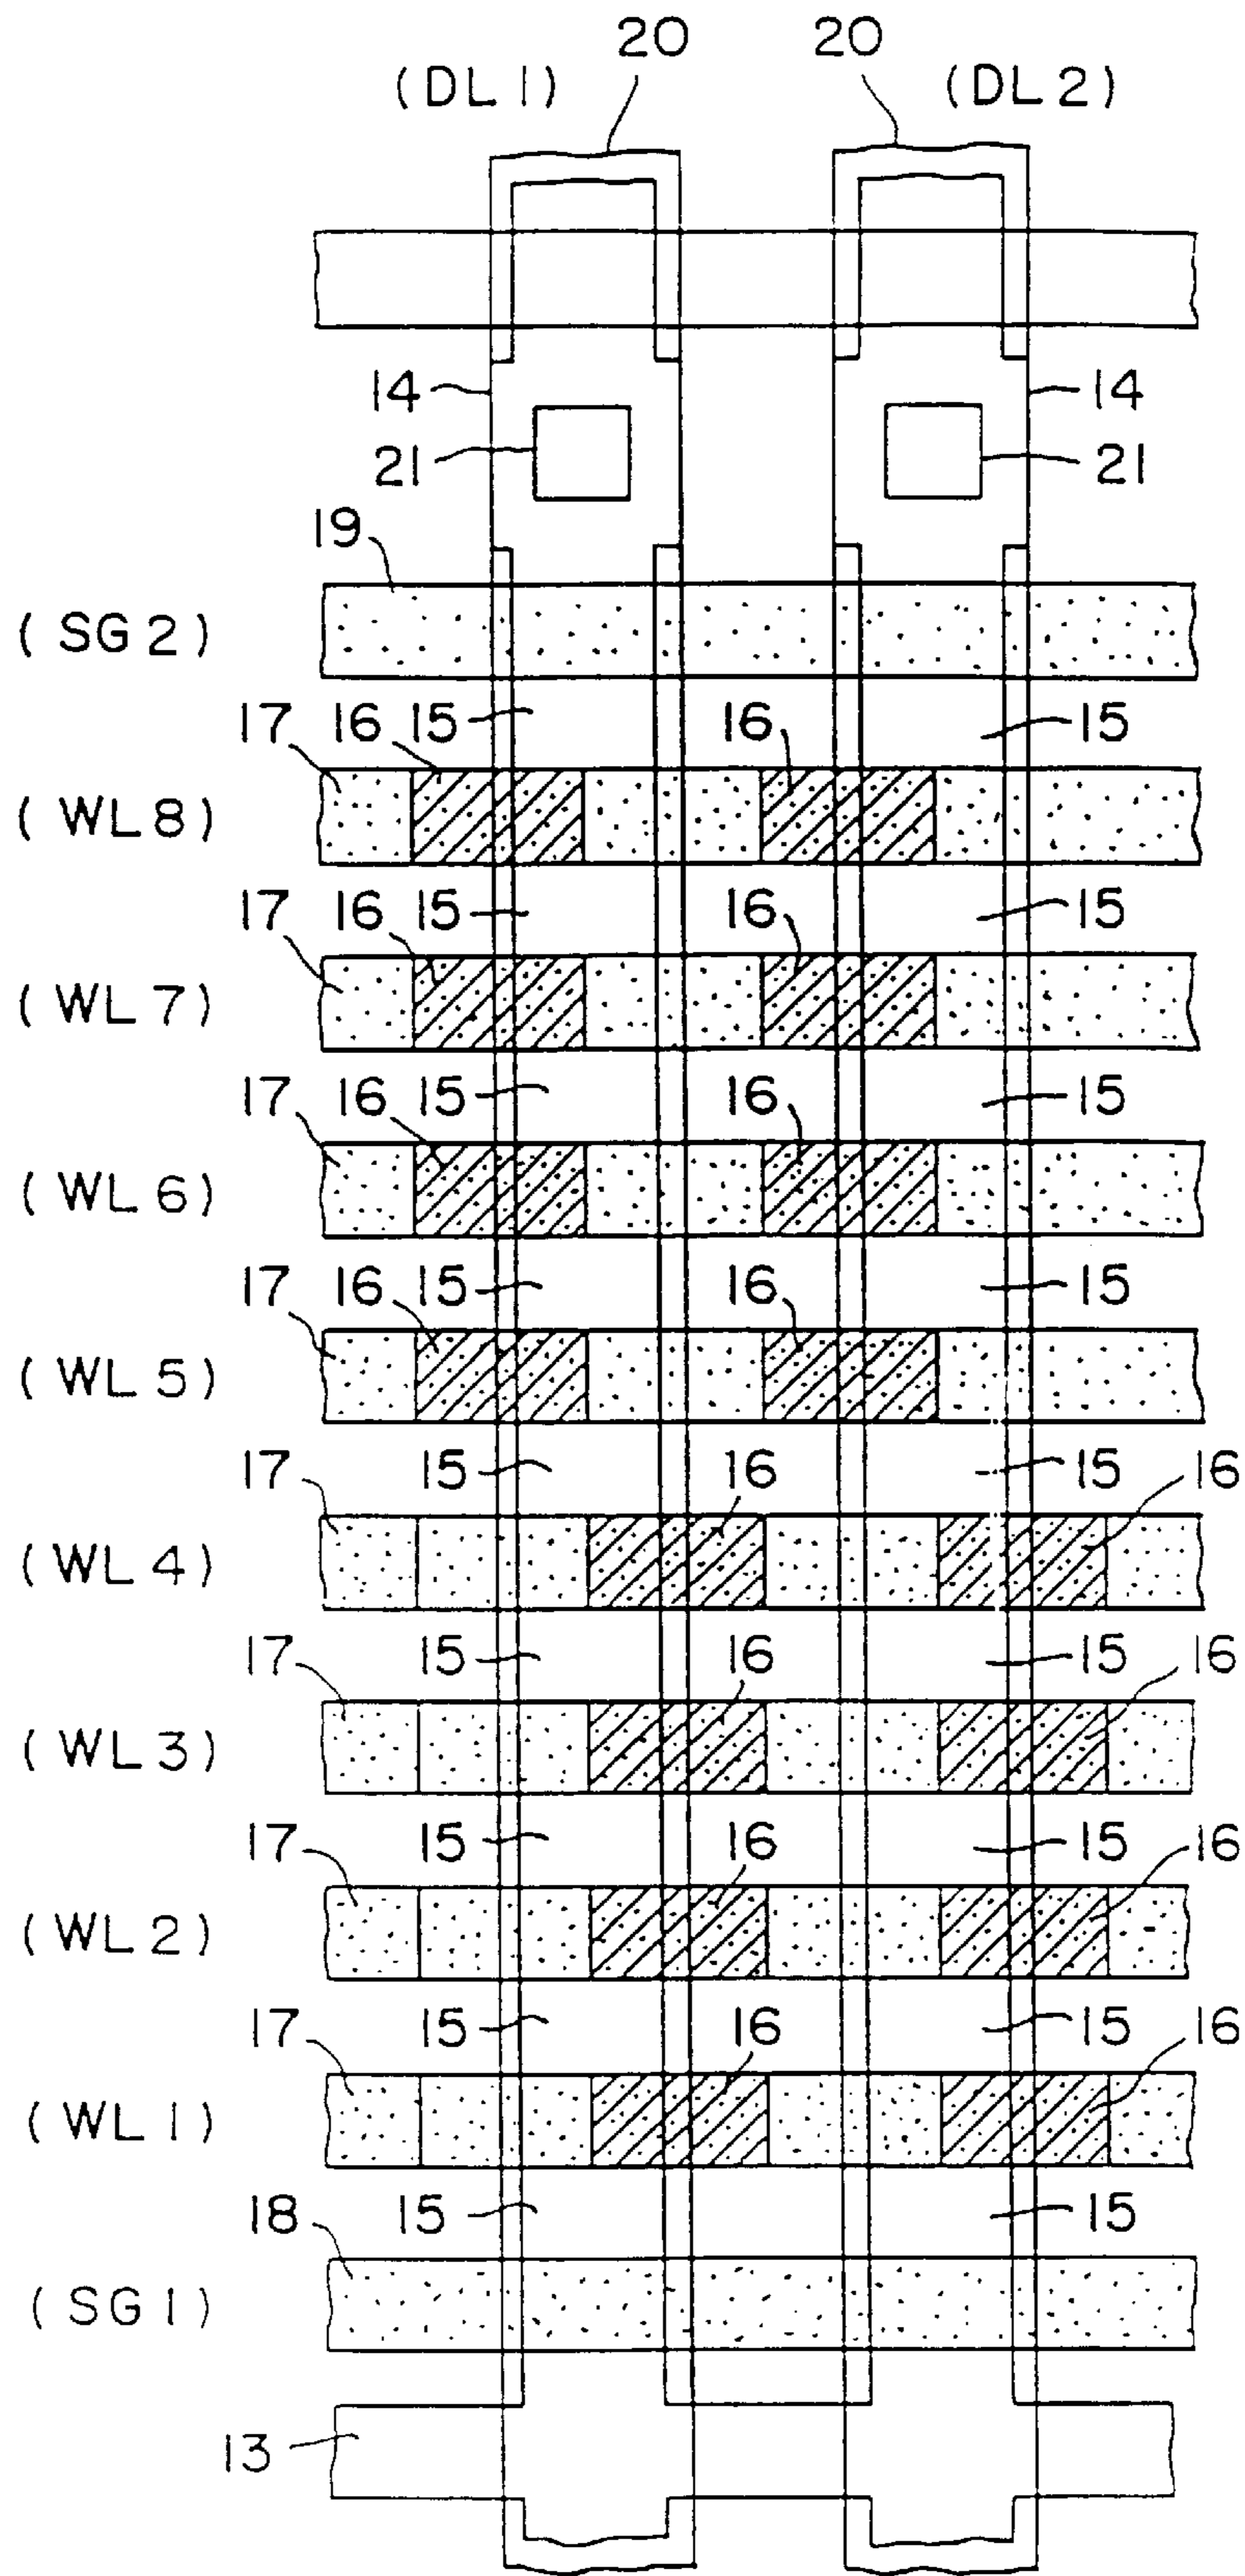 20 20
(DL1) (DL2)
14 14
21 21
19
(SG2)
17 16 15 16 15
(WL8)
17 16 15 16 15
(WL7)
17 16 15 16 15
(WL6)
17 16 15 16 15
(WL5)
17 15 16 15 16
(WL4)
17 15 16 15 16
(WL3)
17 15 16 15 16
(WL2)
17 15 16 15 16
(WL1)
18 15 15
(SG1)
13